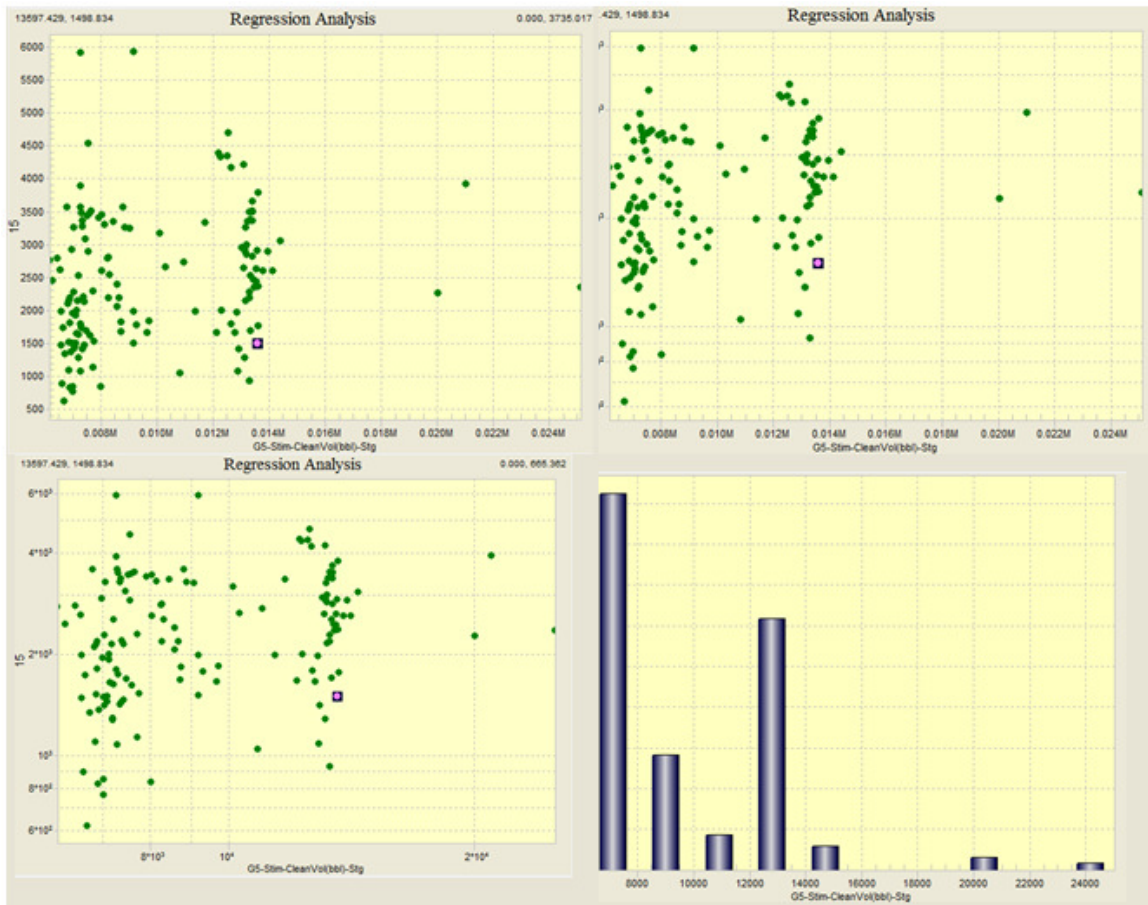 13597.429, 1498.834 Regression Analysis 0.000, 3735.017
6000
5500
5000
4500
4000
3500
3000
2500
2000
1500
1000
500
15
0.008M 0.010M 0.012M 0.014M 0.016M 0.018M 0.020M 0.022M 0.024M
G5-Stim-CleanVol(bbl)-Stg
.429, 1498.834 Regression Analysis
0.008M 0.010M 0.012M 0.014M 0.016M 0.018M 0.020M 0.022M 0.024M
G5-Stim-CleanVol(bbl)-Stg
13597.429, 1498.834 Regression Analysis 0.000, 665.362
6*10³
4*10³
2*10³
10³
8*10²
6*10²
15
8*10³ 10⁴ 2*10⁴
G5-Stim-CleanVol(bbl)-Stg
8000 10000 12000 14000 16000 18000 20000 22000 24000
G5-Stim-CleanVol(bbl)-Stg